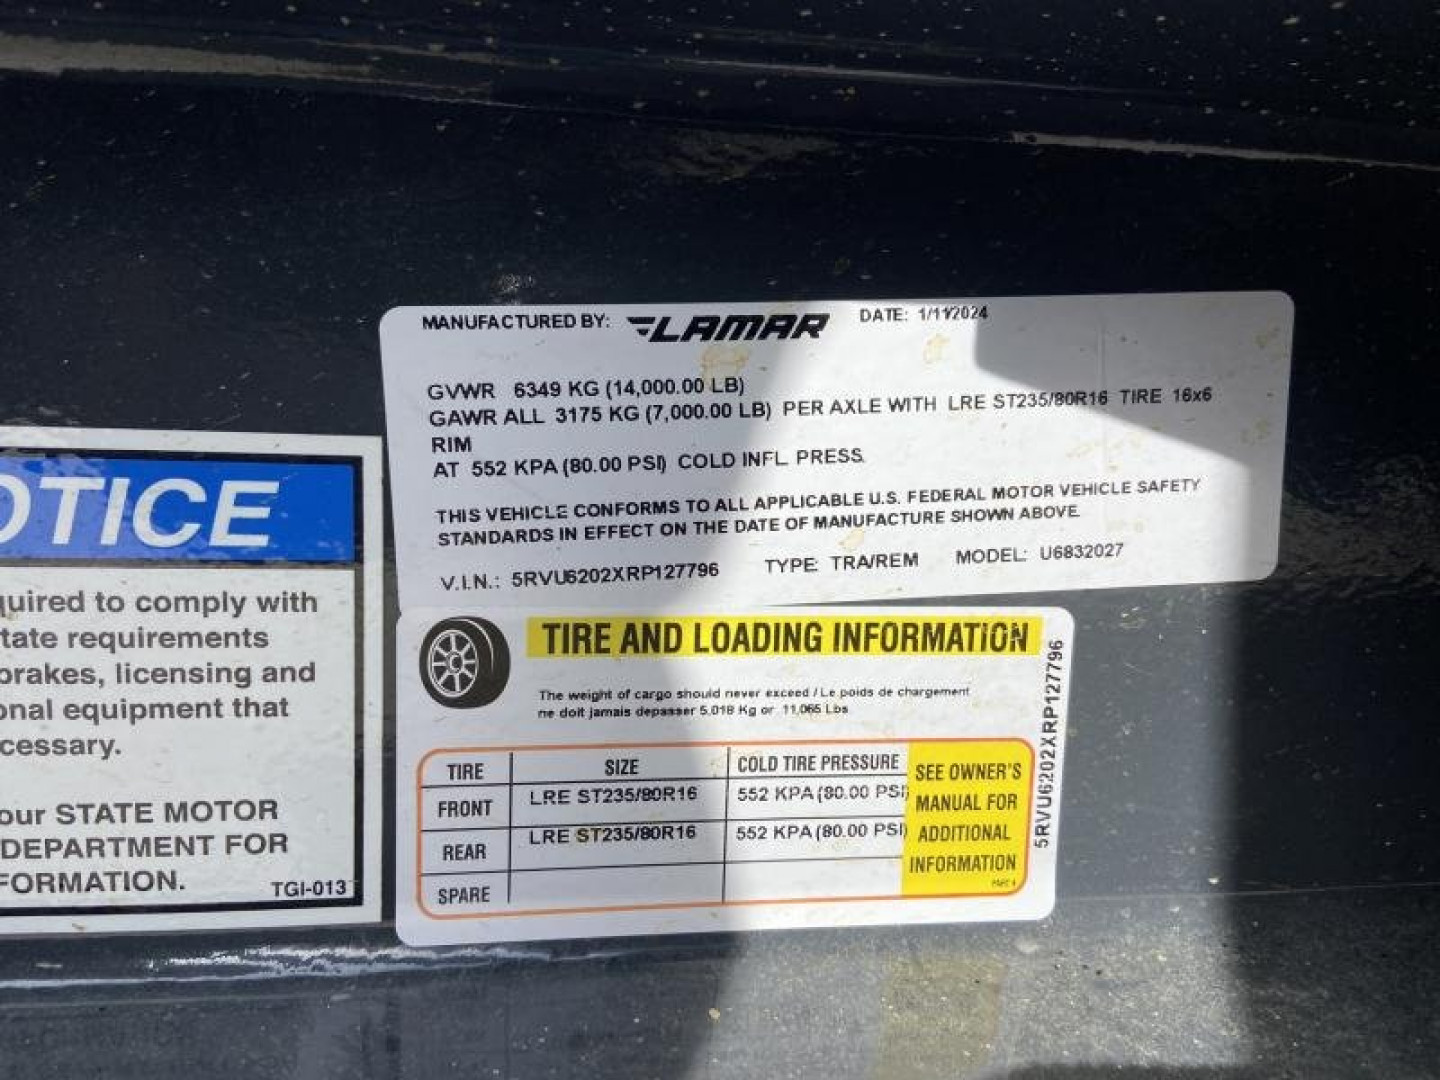 MANUFACTURED BY: LAMAR DATE: 1/11/2024
GVWR 6349 KG (14,000.00 LB)
GAWR ALL 3175 KG (7,000.00 LB) PER AXLE WITH LRE ST235/80R16 TIRE 16x6
RIM
AT 552 KPA (80.00 PSI) COLD INFL. PRESS.
THIS VEHICLE CONFORMS TO ALL APPLICABLE U.S. FEDERAL MOTOR VEHICLE SAFETY
STANDARDS IN EFFECT ON THE DATE OF MANUFACTURE SHOWN ABOVE.
V.I.N.: 5RVU6202XRP127796 TYPE: TRA/REM MODEL: U6832027
OTICE
quired to comply with
tate requirements
brakes, licensing and
onal equipment that
cessary.
our STATE MOTOR
DEPARTMENT FOR
FORMATION.
TGI-013
TIRE AND LOADING INFORMATION
The weight of cargo should never exceed / Le poids de chargement
ne doit jamais depasser 5,018 Kg or 11,065 Lbs.
TIRE SIZE COLD TIRE PRESSURE
FRONT LRE ST235/80R16 552 KPA (80.00 PSI)
REAR LRE ST235/80R16 552 KPA (80.00 PSI)
SPARE
SEE OWNER'S
MANUAL FOR
ADDITIONAL
INFORMATION
5RVU6202XRP127796